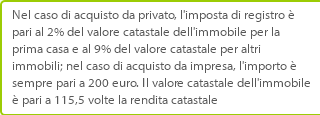 Nel caso di acquisto da privato, l'imposta di registro è
pari al 2% del valore catastale dell'immobile per la
prima casa e al 9% del valore catastale per altri
immobili; nel caso di acquisto da impresa, l'importo è
sempre pari a 200 euro. Il valore catastale dell'immobile
è pari a 115,5 volte la rendita catastale